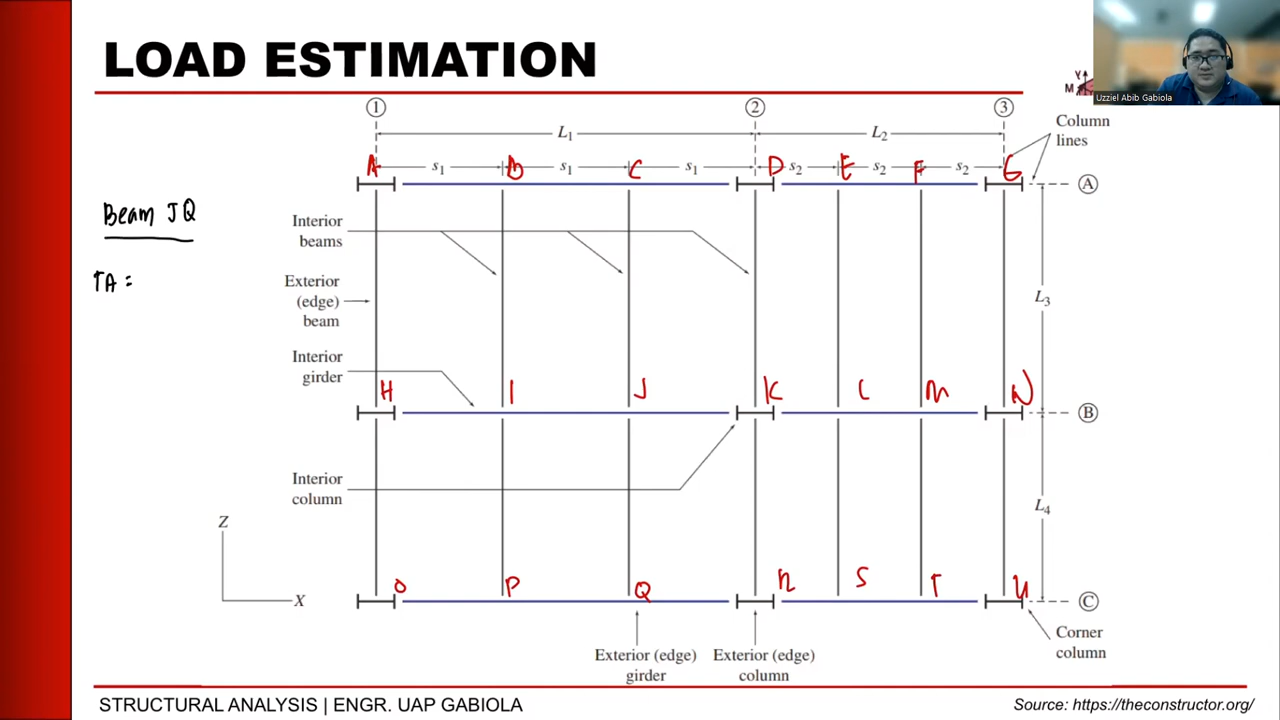 LOAD ESTIMATION
Uzziel Abib Gabiola
Y
M
1 2 3
L1 L2
Column
lines
s1 s1 s1 s2 s2 s2
A B C D E F G
A
Beam JQ
TA =
Interior
beams
Exterior
(edge)
beam
L3
Interior
girder
H I J K L M N
B
Interior
column
L4
Z
X
O P Q R S T U
C
Exterior (edge)
girder
Exterior (edge)
column
Corner
column
STRUCTURAL ANALYSIS | ENGR. UAP GABIOLA
Source: https://theconstructor.org/